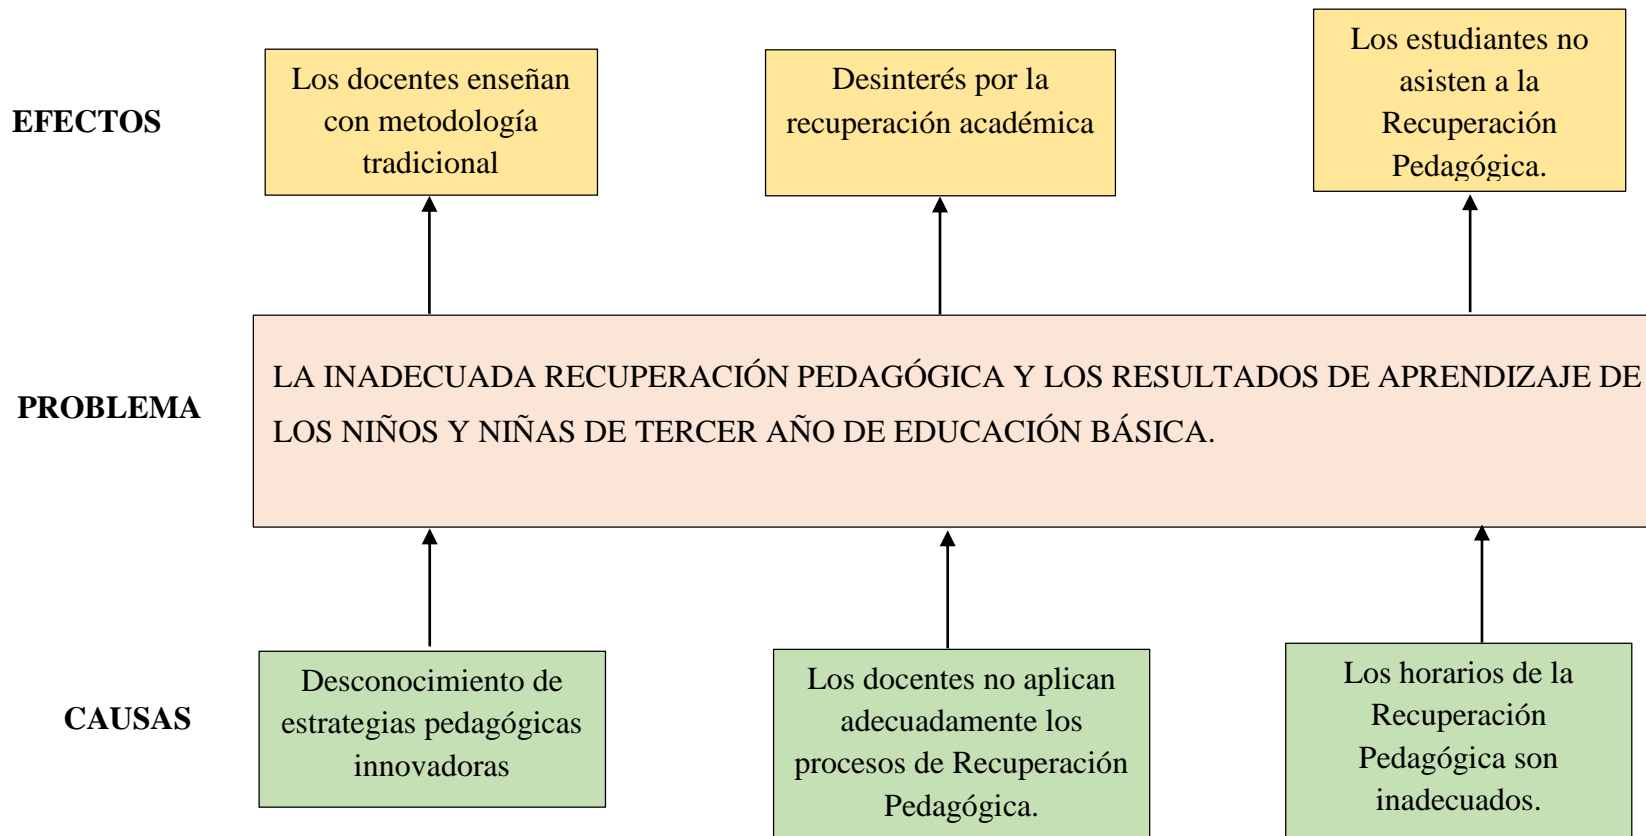 EFECTOS
Los docentes enseñan
con metodología
tradicional
Desinterés por la
recuperación académica
Los estudiantes no
asisten a la
Recuperación
Pedagógica.
PROBLEMA
LA INADECUADA RECUPERACIÓN PEDAGÓGICA Y LOS RESULTADOS DE APRENDIZAJE DE
LOS NIÑOS Y NIÑAS DE TERCER AÑO DE EDUCACIÓN BÁSICA.
CAUSAS
Desconocimiento de
estrategias pedagógicas
innovadoras
Los docentes no aplican
adecuadamente los
procesos de Recuperación
Pedagógica.
Los horarios de la
Recuperación
Pedagógica son
inadecuados.